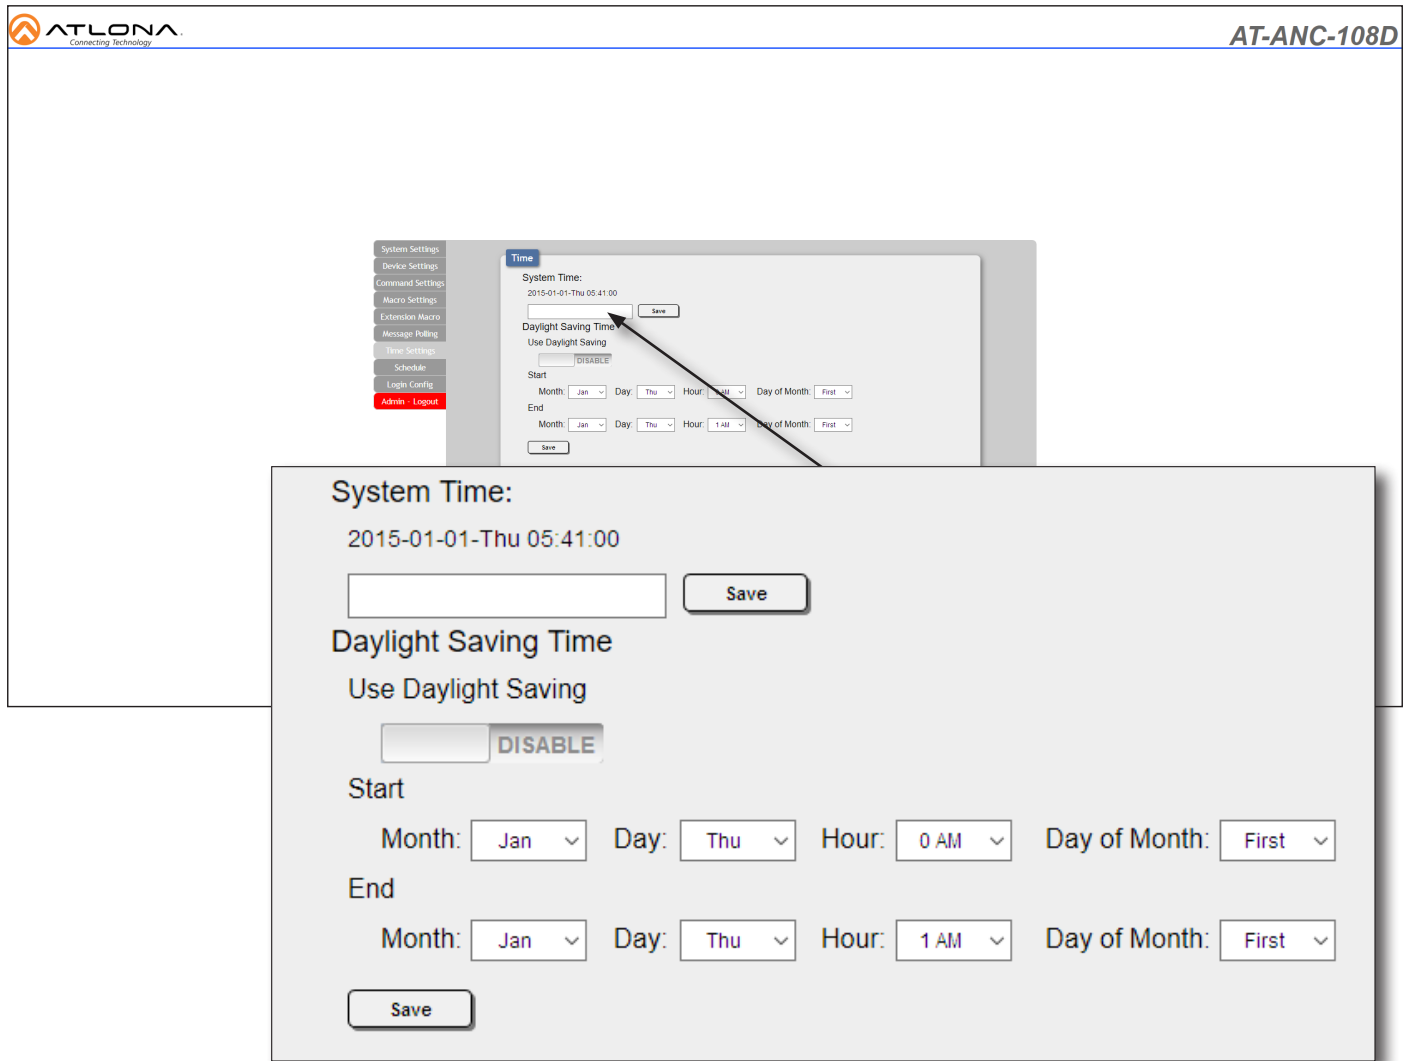 ATLONA.
Connecting Technology
AT-ANC-108D
System Settings
Device Settings
Command Settings
Macro Settings
Extension Macro
Message Polling
Time Settings
Schedule
Login Config
Admin - Logout
Time
System Time:
2015-01-01-Thu 05:41:00
Save
Daylight Saving Time
Use Daylight Saving
DISABLE
Start
Month: Jan Day: Thu Hour: 0 AM Day of Month: First
End
Month: Jan Day: Thu Hour: 1 AM Day of Month: First
Save
System Time:
2015-01-01-Thu 05:41:00
Save
Daylight Saving Time
Use Daylight Saving
DISABLE
Start
Month: Jan Day: Thu Hour: 0 AM Day of Month: First
End
Month: Jan Day: Thu Hour: 1 AM Day of Month: First
Save